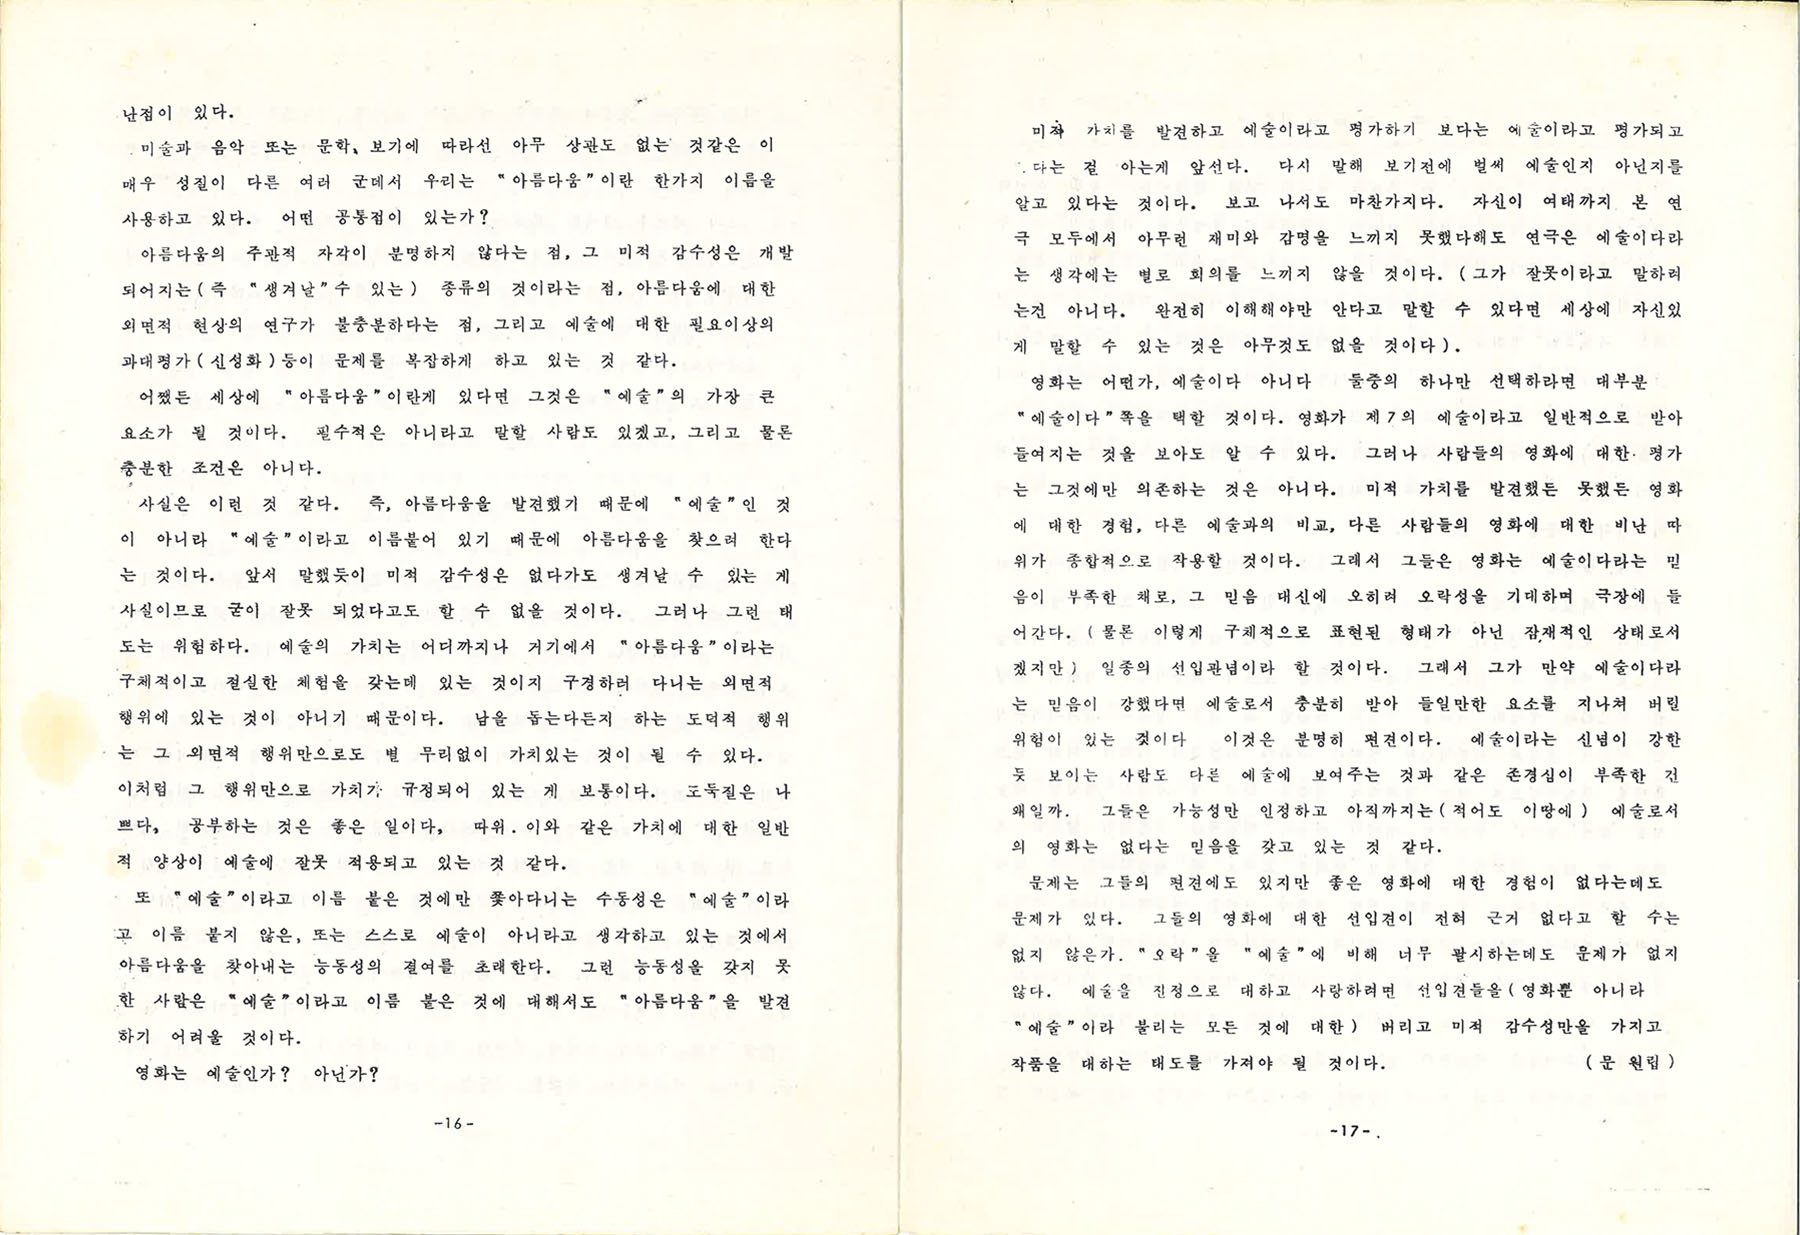 난점이 있다.
미술과 음악 또는 문학, 보기에 따라선 아무 상관도 없는 것같은 이
매우 성질이 다른 여러 군데서 우리는 "아름다움"이란 한가지 이름을
사용하고 있다. 어떤 공통점이 있는가?
아름다움의 주관적 자각이 분명하지 않다는 점, 그 미적 감수성은 개발
되어지는(즉 "생겨날"수 있는) 종류의 것이라는 점, 아름다움에 대한
외면적 현상의 연구가 불충분하다는 점, 그리고 예술에 대한 필요이상의
과대평가(신성화)등이 문제를 복잡하게 하고 있는 것 같다.
어쨌든 세상에 "아름다움"이란게 있다면 그것은 "예술"의 가장 큰
요소가 될 것이다. 필수적은 아니라고 말할 사람도 있겠고, 그리고 물론
충분한 조건은 아니다.
사실은 이런 것 같다. 즉, 아름다움을 발견했기 때문에 "예술"인 것
이 아니라 "예술"이라고 이름붙어 있기 때문에 아름다움을 찾으려 한다
는 것이다. 앞서 말했듯이 미적 감수성은 없다가도 생겨날 수 있는 게
사실이므로 굳이 잘못 되었다고도 할 수 없을 것이다. 그러나 그런 태
도는 위험하다. 예술의 가치는 어디까지나 거기에서 "아름다움"이라는
구체적이고 절실한 체험을 갖는데 있는 것이지 구경하러 다니는 외면적
행위에 있는 것이 아니기 때문이다. 남을 돕는다든지 하는 도덕적 행위
는 그 외면적 행위만으로도 별 무리없이 가치있는 것이 될 수 있다.
이처럼 그 행위만으로 가치가 규정되어 있는 게 보통이다. 도둑질은 나
쁘다, 공부하는 것은 좋은 일이다, 따위. 이와 같은 가치에 대한 일반
적 양상이 예술에 잘못 적용되고 있는 것 같다.
또 "예술"이라고 이름 붙은 것에만 쫓아다니는 수동성은 "예술"이라
고 이름 붙지 않은, 또는 스스로 예술이 아니라고 생각하고 있는 것에서
아름다움을 찾아내는 능동성의 결여를 초래한다. 그런 능동성을 갖지 못
한 사람은 "예술"이라고 이름 붙은 것에 대해서도 "아름다움"을 발견
하기 어려울 것이다.
영화는 예술인가? 아닌가?
-16-
미적 가치를 발견하고 예술이라고 평가하기 보다는 예술이라고 평가되고
다는 걸 아는게 앞선다. 다시 말해 보기전에 벌써 예술인지 아닌지를
알고 있다는 것이다. 보고 나서도 마찬가지다. 자신이 여태까지 본 연
극 모두에서 아무런 재미와 감명을 느끼지 못했다해도 연극은 예술이다라
는 생각에는 별로 회의를 느끼지 않을 것이다. (그가 잘못이라고 말하려
는건 아니다. 완전히 이해해야만 안다고 말할 수 있다면 세상에 자신있
게 말할 수 있는 것은 아무것도 없을 것이다).
영화는 어떤가, 예술이다 아니다 둘중의 하나만 선택하라면 대부분
"예술이다"쪽을 택할 것이다. 영화가 제7의 예술이라고 일반적으로 받아
들여지는 것을 보아도 알 수 있다. 그러나 사람들의 영화에 대한 평가
는 그것에만 의존하는 것은 아니다. 미적 가치를 발견했든 못했든 영화
에 대한 경험, 다른 예술과의 비교, 다른 사람들의 영화에 대한 비난 따
위가 종합적으로 작용할 것이다. 그래서 그들은 영화는 예술이다라는 믿
음이 부족한 채로, 그 믿음 대신에 오히려 오락성을 기대하며 극장에 들
어간다. (물론 이렇게 구체적으로 표현된 형태가 아닌 잠재적인 상태로서
겠지만) 일종의 선입관념이라 할 것이다. 그래서 그가 만약 예술이다라
는 믿음이 강했다면 예술로서 충분히 받아 들일만한 요소를 지나쳐 버릴
위험이 있는 것이다 이것은 분명히 편견이다. 예술이라는 신념이 강한
듯 보이는 사람도 다른 예술에 보여주는 것과 같은 존경심이 부족한 건
왜일까. 그들은 가능성만 인정하고 아직까지는(적어도 이땅에) 예술로서
의 영화는 없다는 믿음을 갖고 있는 것 같다.
문제는 그들의 편견에도 있지만 좋은 영화에 대한 경험이 없다는데도
문제가 있다. 그들의 영화에 대한 선입견이 전혀 근거 없다고 할 수는
없지 않은가. "오락"을 "예술"에 비해 너무 괄시하는데도 문제가 없지
않다. 예술을 진정으로 대하고 사랑하려면 선입견들을(영화뿐 아니라
"예술"이라 불리는 모든 것에 대한) 버리고 미적 감수성만을 가지고
작품을 대하는 태도를 가져야 될 것이다. (문 원립)
-17-